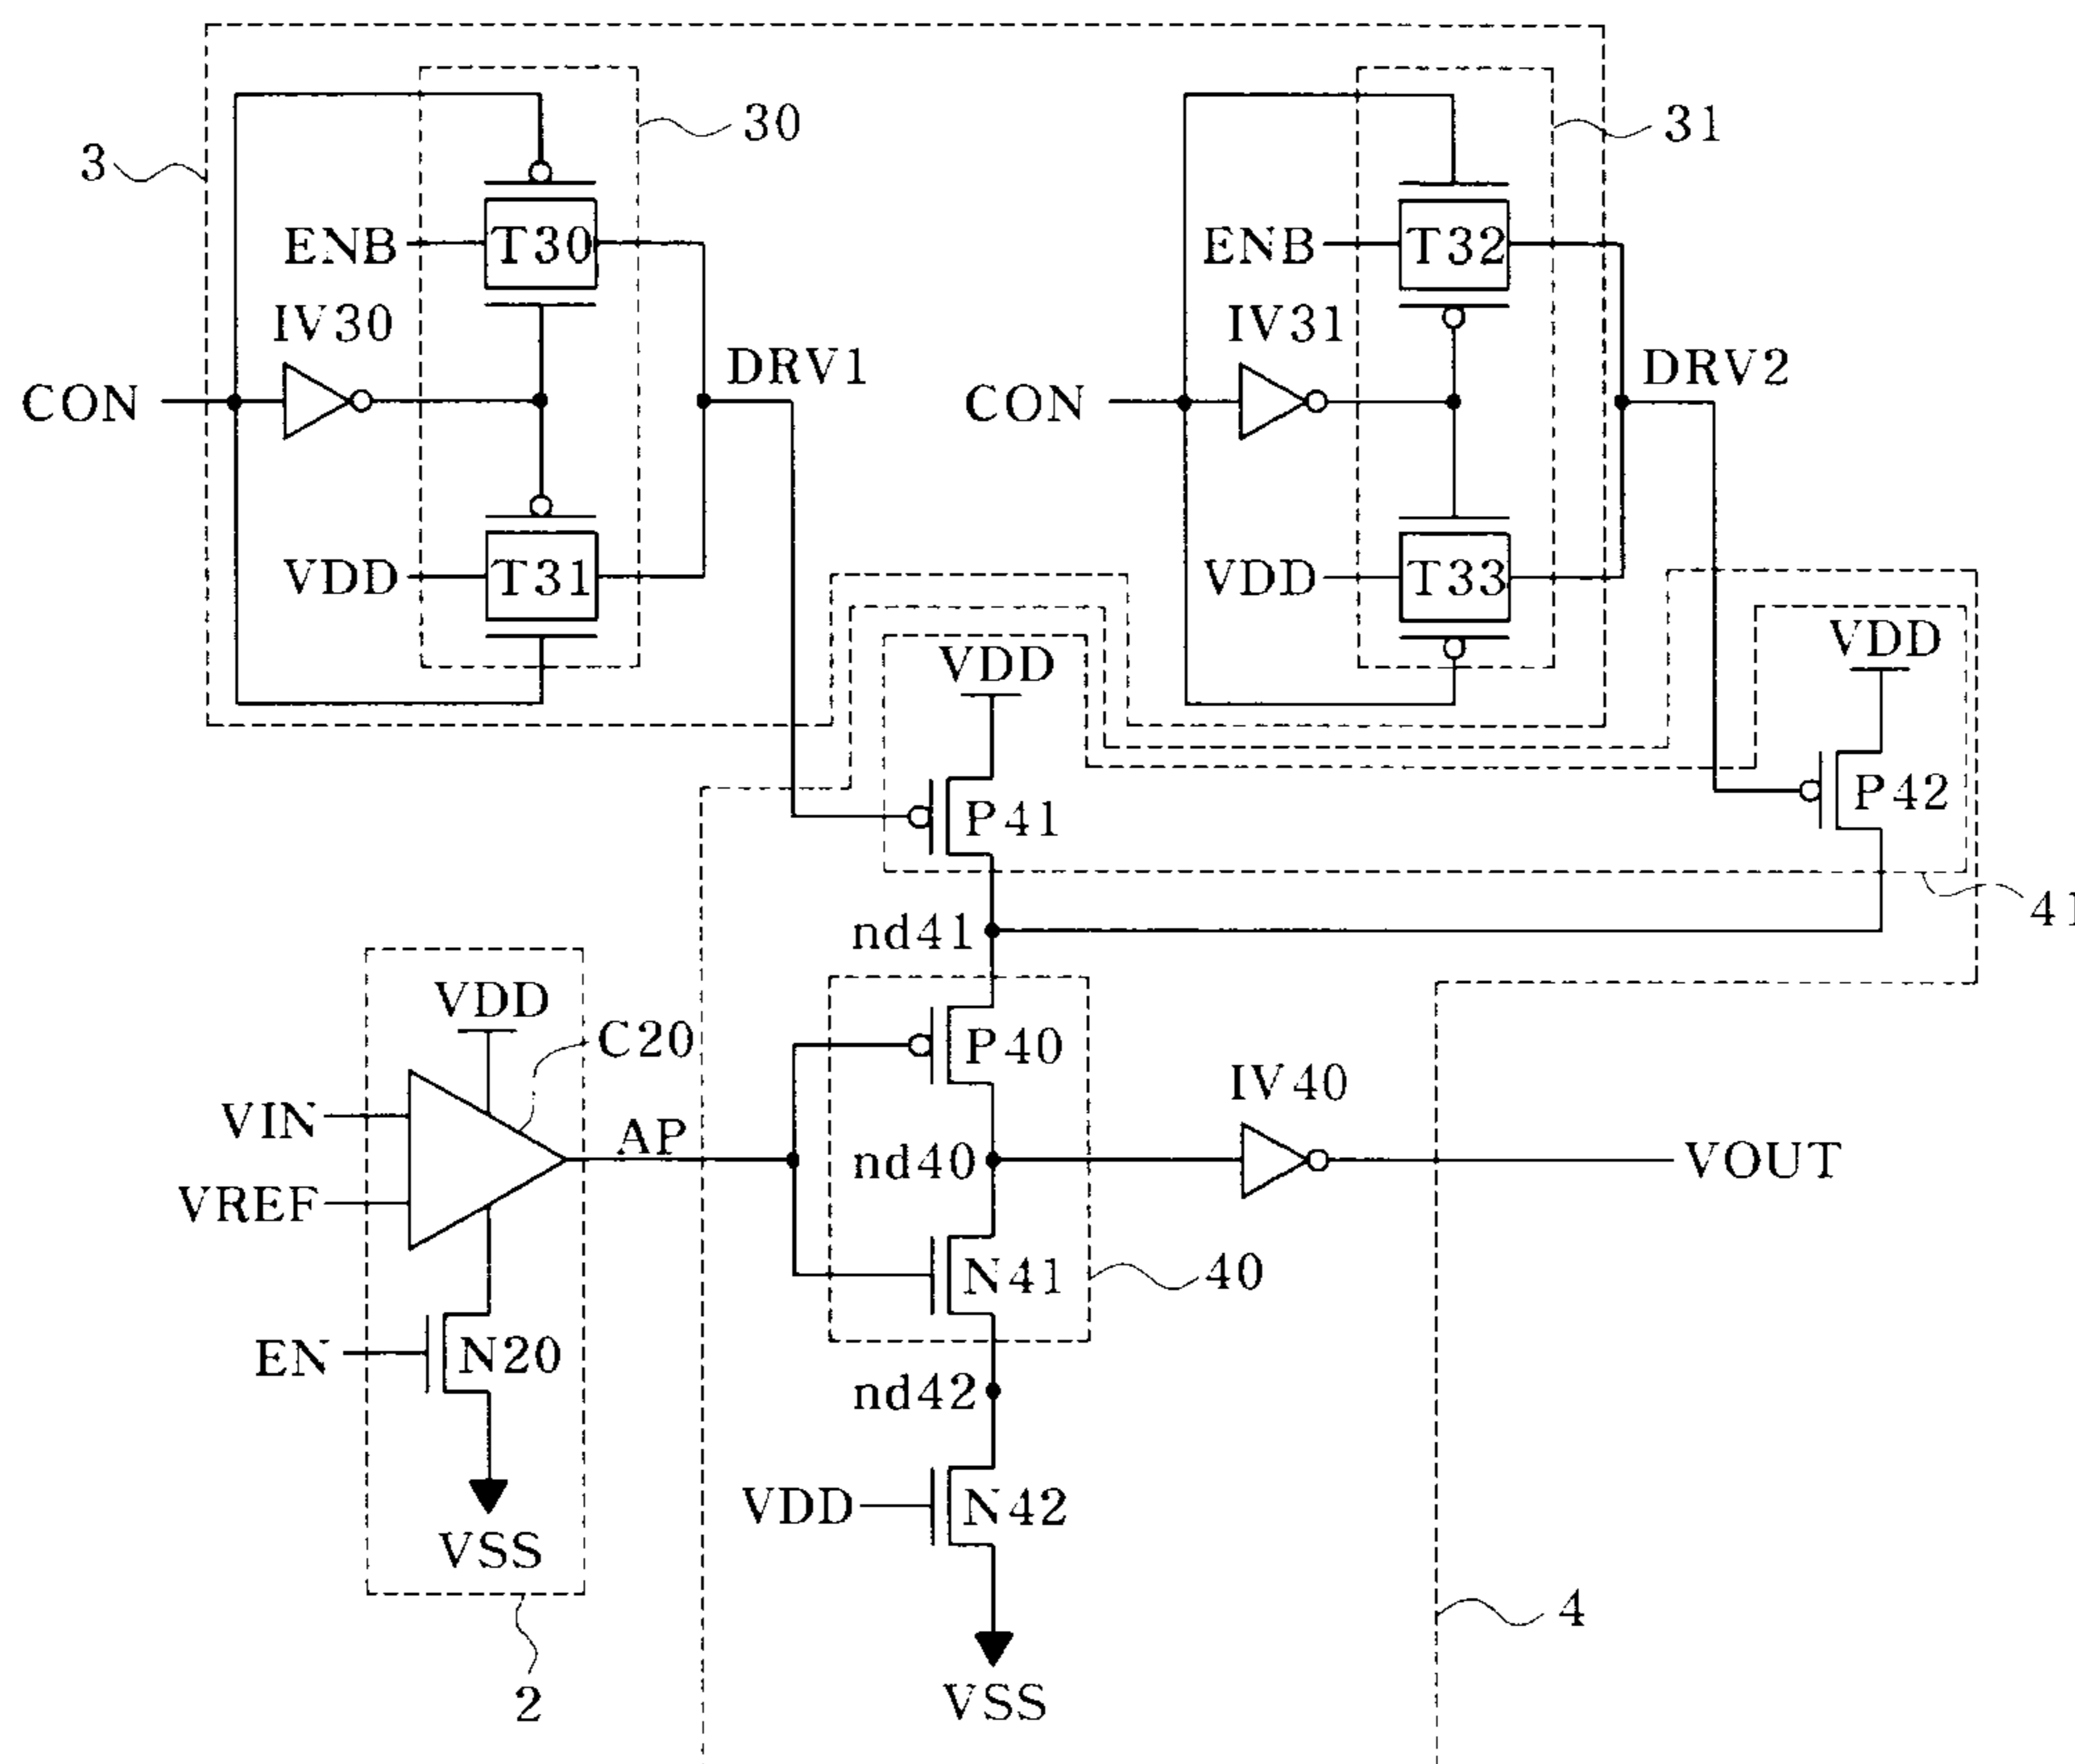 3
30
31
ENB
T30
ENB
T32
IV30
IV31
CON
DRV1
CON
DRV2
VDD
T31
VDD
T33
VDD
VDD
P41
P42
41
nd41
VDD
C20
P40
IV40
VIN
AP
nd40
VOUT
VREF
N41
40
EN
N20
nd42
VDD
N42
VSS
4
2
VSS